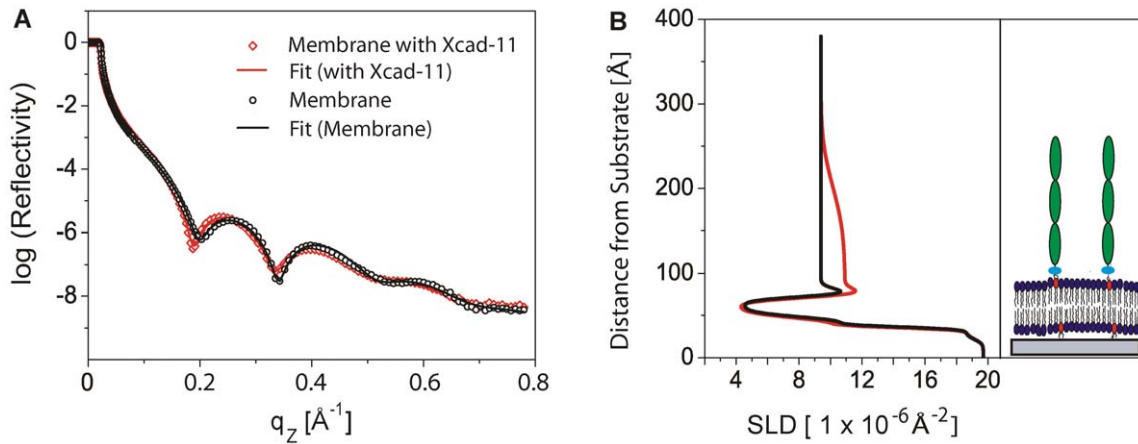 A
0
-2
-4
-6
-8
log (Reflectivity)
Membrane with Xcad-11
Fit (with Xcad-11)
Membrane
Fit (Membrane)
0 0.2 0.4 0.6 0.8
q_Z [Å⁻¹]
B
400
300
200
100
0
Distance from Substrate [Å]
4 8 12 16 20
SLD [ 1 x 10⁻⁶ Å⁻²]